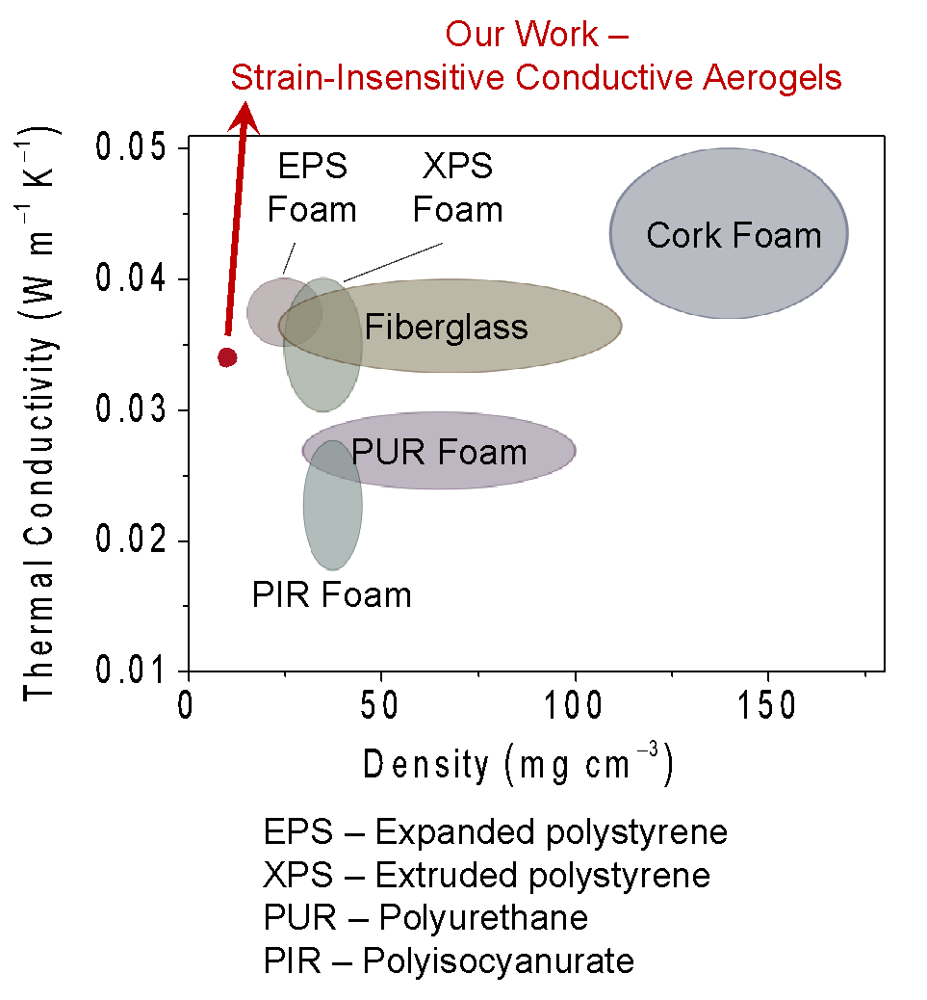 Our Work –
Strain-Insensitive Conductive Aerogels
Thermal Conductivity (W m⁻¹ K⁻¹)
0.05
0.04
0.03
0.02
0.01
EPS
Foam
XPS
Foam
Cork Foam
Fiberglass
PUR Foam
PIR Foam
0
50
100
150
Density (mg cm⁻³)
EPS – Expanded polystyrene
XPS – Extruded polystyrene
PUR – Polyurethane
PIR – Polyisocyanurate